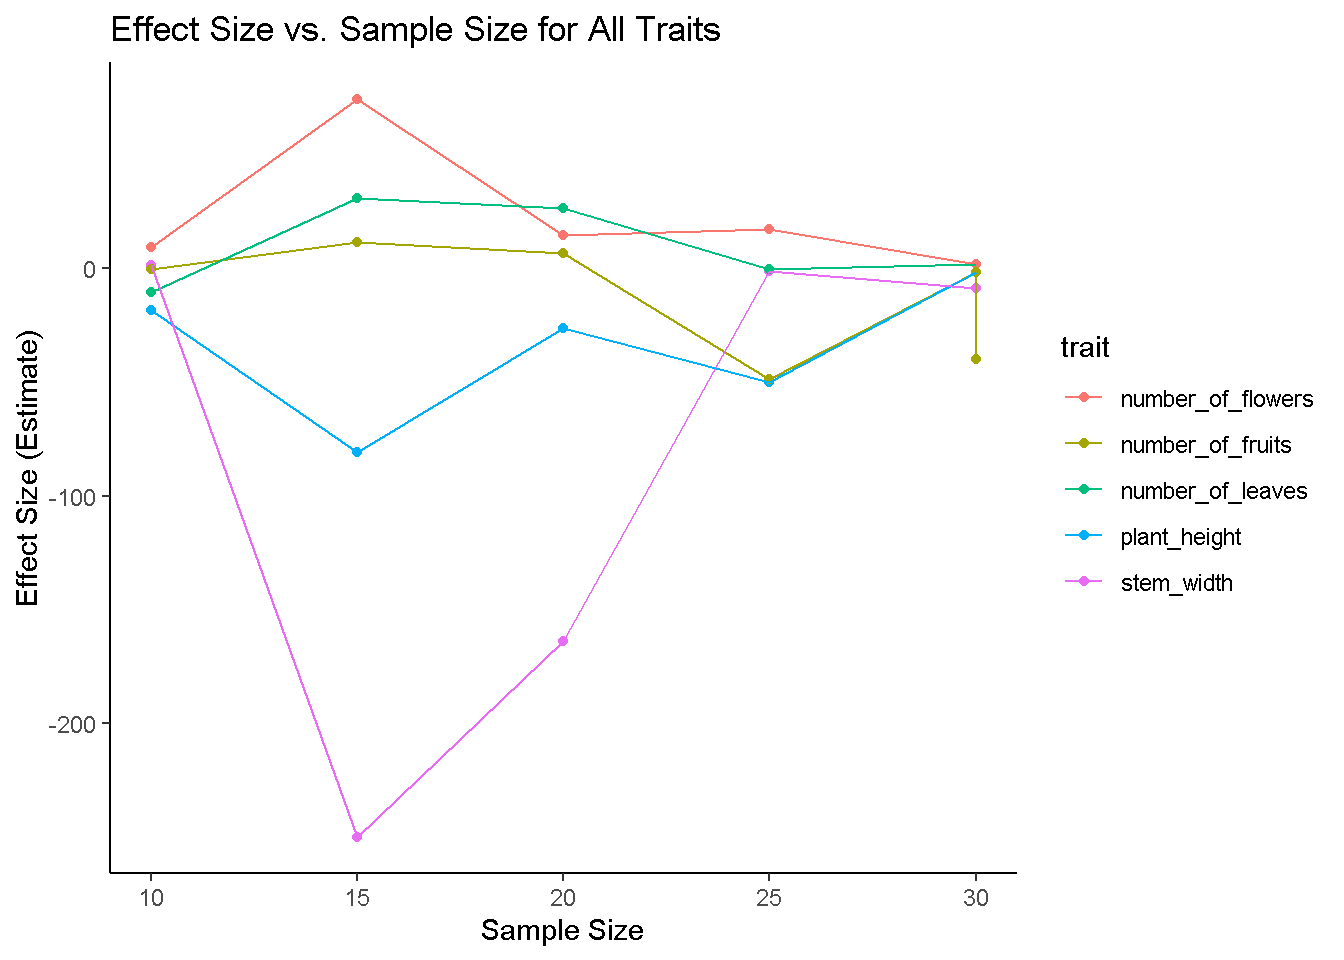 Effect Size vs. Sample Size for All Traits
Effect Size (Estimate)
0
-100
-200
10 15 20 25 30
Sample Size
trait
number_of_flowers
number_of_fruits
number_of_leaves
plant_height
stem_width